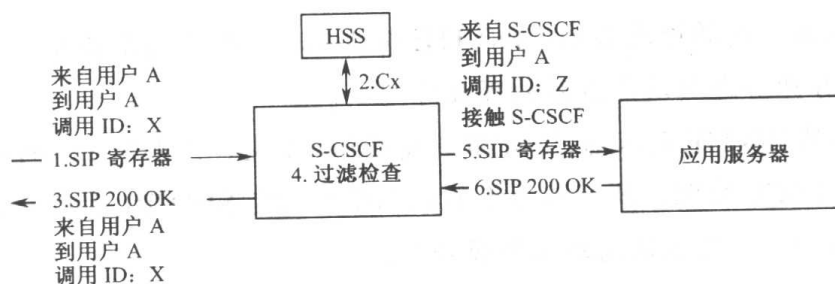 HSS
2.Cx
来自用户 A
到用户 A
调用 ID：X
1.SIP 寄存器
3.SIP 200 OK
来自用户 A
到用户 A
调用 ID：X
S-CSCF
4. 过滤检查
来自 S-CSCF
到用户 A
调用 ID：Z
接触 S-CSCF
5.SIP 寄存器
6.SIP 200 OK
应用服务器